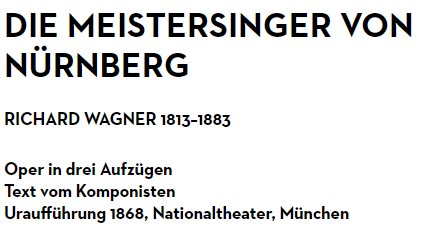 DIE MEISTERSINGER VON
NÜRNBERG
RICHARD WAGNER 1813–1883
Oper in drei Aufzügen
Text vom Komponisten
Uraufführung 1868, Nationaltheater, München